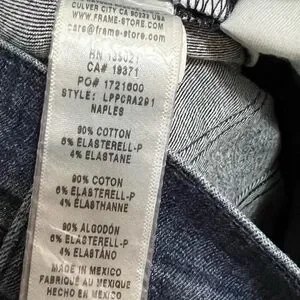 CULVER CITY CA 90232 USA
WWW.FRAME-STORE.COM
care@frame-store.com
RN 135021
CA# 19371
PO# 1721600
STYLE: LPPCRA291
NAPLES
90% COTTON
6% ELASTERELL-P
4% ELASTANE
90% COTON
6% ELASTERELL-P
4% ELASTHANNE
90% ALGODÓN
6% ELASTERELL-P
4% ELASTANO
MADE IN MEXICO
FABRIQUÉ AU MEXIQUE
HECHO EN MEXICO